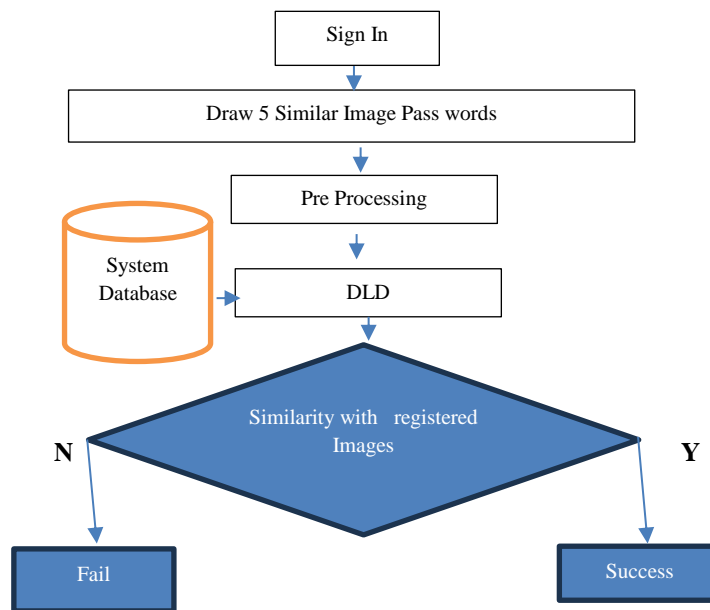 Sign In
Draw 5 Similar Image Pass words
Pre Processing
System
Database
DLD
Similarity with registered
Images
N
Y
Fail
Success